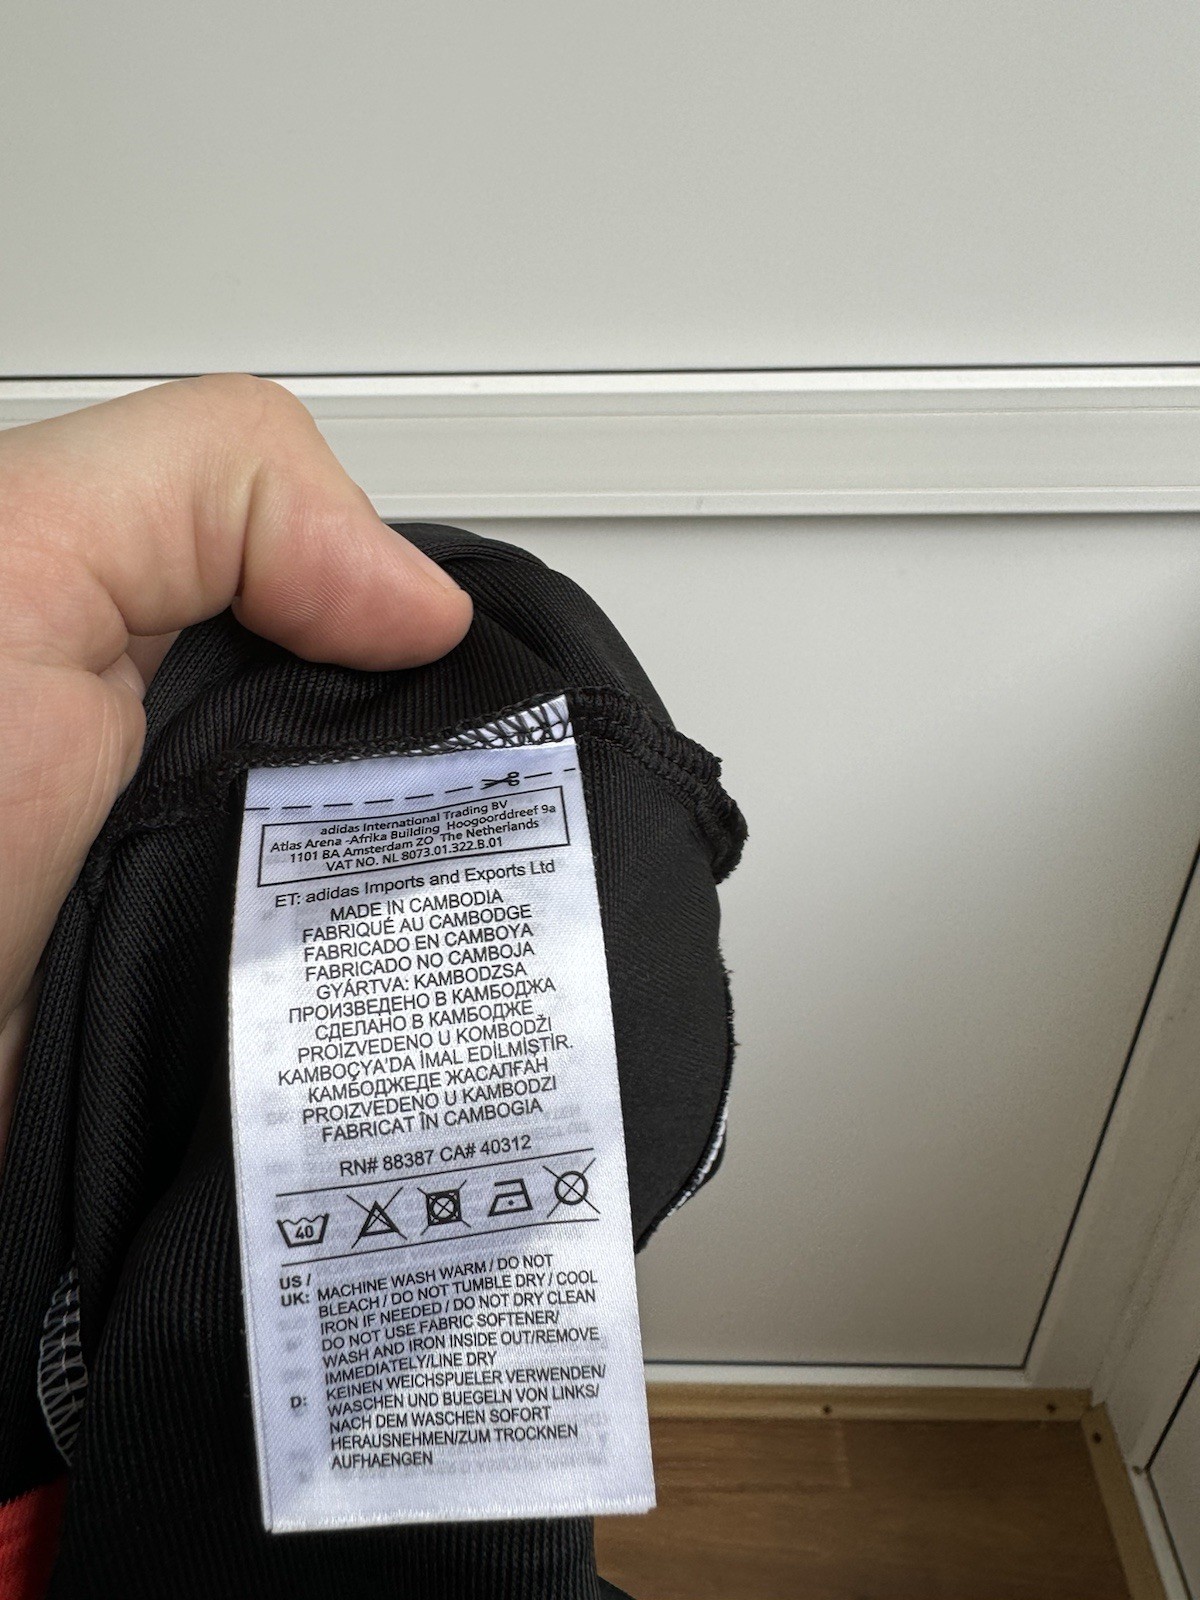 adidas International Trading BV
Atlas Arena -Afrika Building Hoogoorddreef 9a
1101 BA Amsterdam ZO The Netherlands
VAT NO. NL 8073.01.322.B.01
ET: adidas Imports and Exports Ltd
MADE IN CAMBODIA
FABRIQUÉ AU CAMBODGE
FABRICADO EN CAMBOYA
FABRICADO NO CAMBOJA
GYÁRTVA: KAMBODZSA
ПРОИЗВЕДЕНО В КАМБОДЖА
СДЕЛАНО В КАМБОДЖЕ
PROIZVEDENO U KOMBODŽI
KAMBOÇYA'DA İMAL EDİLMİŞTİR.
КАМБОДЖЕДЕ ЖАСАЛҒАН
PROIZVEDENO U KAMBODZI
FABRICAT ÎN CAMBOGIA
RN# 88387 CA# 40312
40
US / UK: MACHINE WASH WARM / DO NOT
BLEACH / DO NOT TUMBLE DRY / COOL
IRON IF NEEDED / DO NOT DRY CLEAN
DO NOT USE FABRIC SOFTENER/
WASH AND IRON INSIDE OUT/REMOVE
IMMEDIATELY/LINE DRY
D: KEINEN WEICHSPUELER VERWENDEN/
WASCHEN UND BUEGELN VON LINKS/
NACH DEM WASCHEN SOFORT
HERAUSNEHMEN/ZUM TROCKNEN
AUFHAENGEN